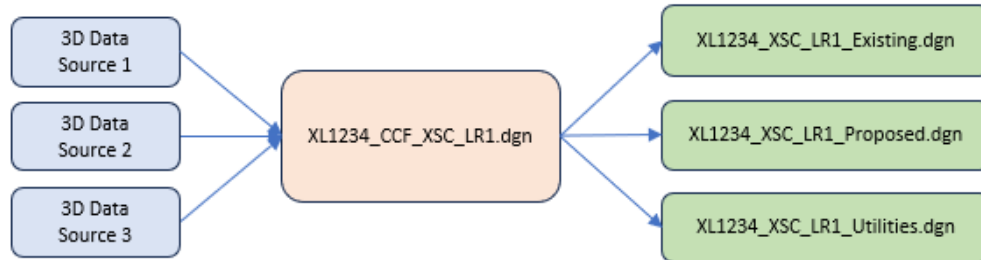 3D Data
Source 1
3D Data
Source 2
3D Data
Source 3
XL1234_CCF_XSC_LR1.dgn
XL1234_XSC_LR1_Existing.dgn
XL1234_XSC_LR1_Proposed.dgn
XL1234_XSC_LR1_Utilities.dgn